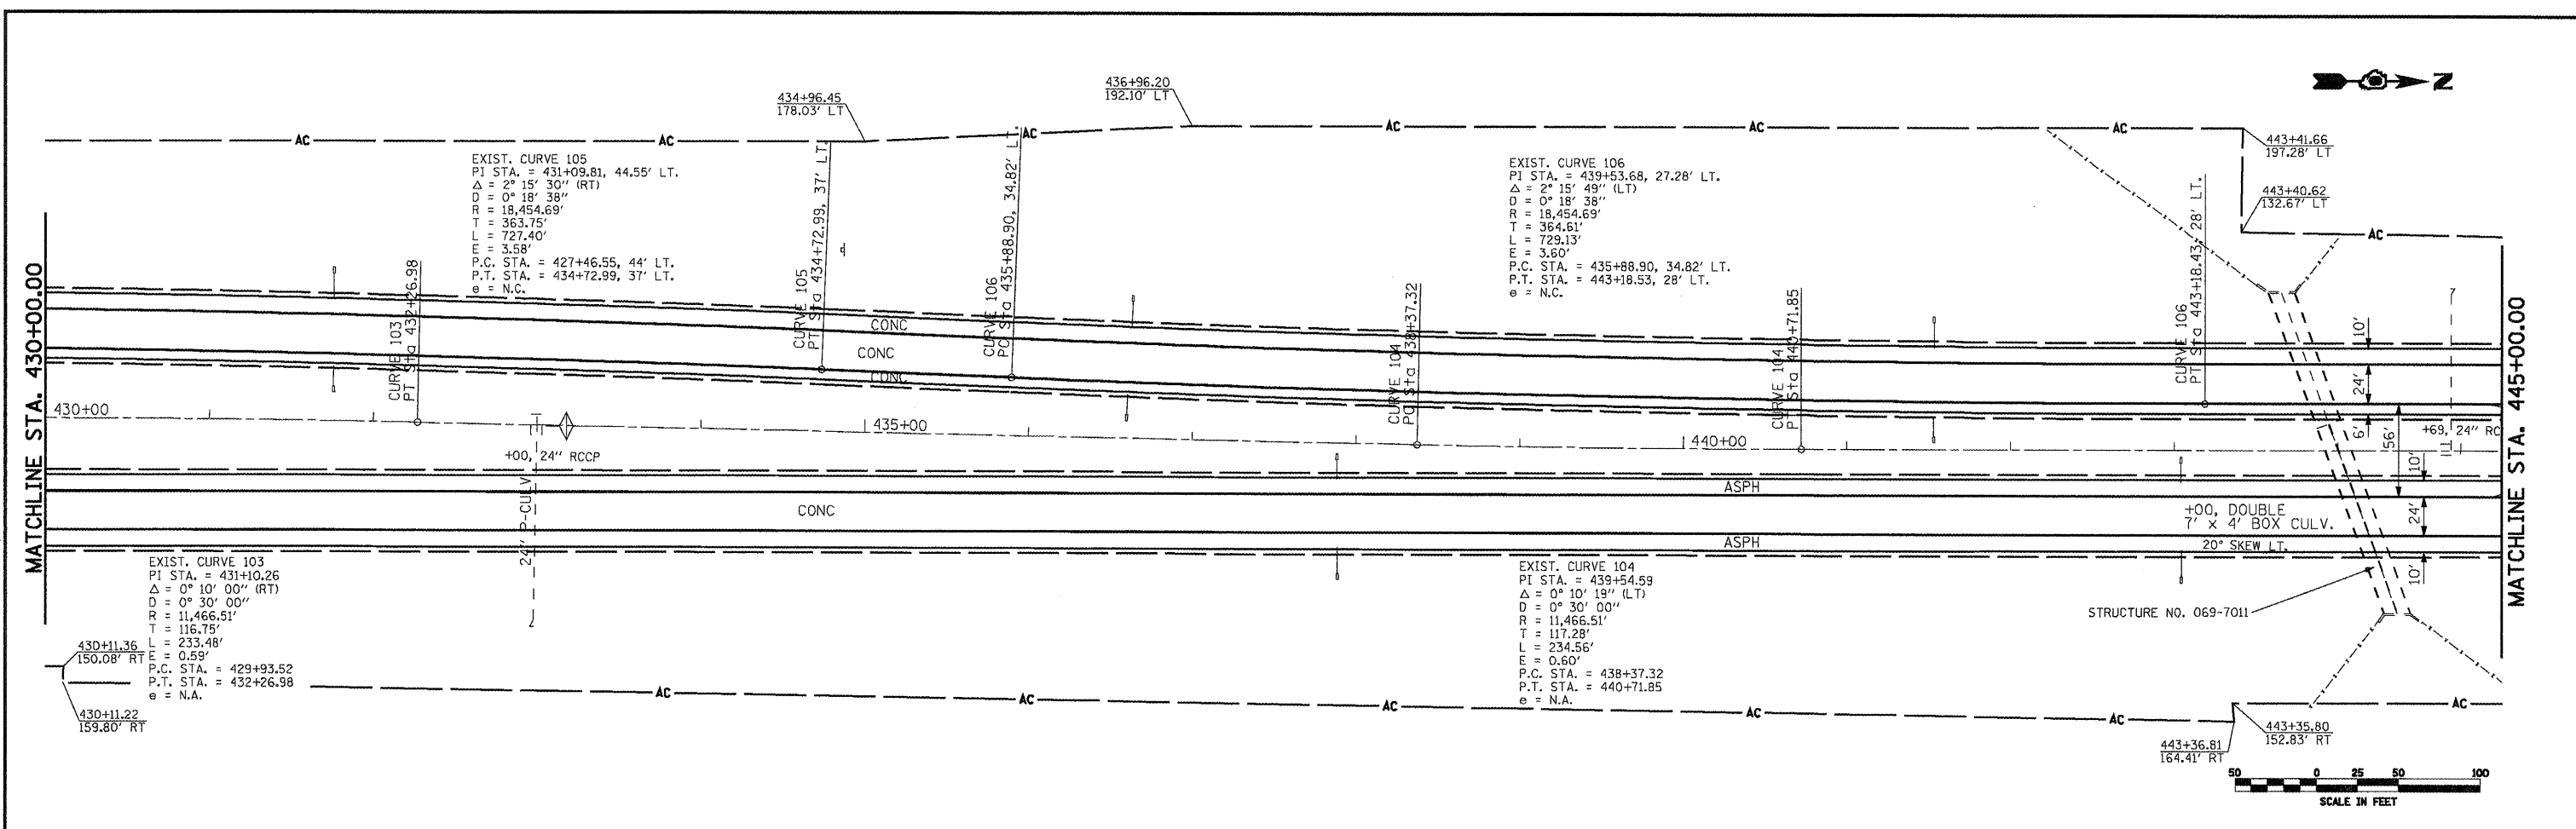 436+96.20
192.10' LT
434+96.45
178.03' LT
N
AC AC AC AC AC AC
443+41.66
197.28' LT
443+40.62
132.67' LT
AC
EXIST. CURVE 105
PI STA. = 431+09.81, 44.55' LT.
Δ = 2° 15' 30" (RT)
D = 0° 18' 38"
R = 18,454.69'
T = 363.75'
L = 727.40'
E = 3.58'
P.C. STA. = 427+46.55, 44' LT.
P.T. STA. = 434+72.99, 37' LT.
e = N.C.
EXIST. CURVE 106
PI STA. = 439+53.68, 27.28' LT.
Δ = 2° 15' 49" (LT)
D = 0° 18' 38"
R = 18,454.69'
T = 364.61'
L = 729.13'
E = 3.60'
P.C. STA. = 435+88.90, 34.82' LT.
P.T. STA. = 443+18.53, 28' LT.
e = N.C.
MATCHLINE STA. 430+00.00
CURVE 103
PT Sta 432+26.98
CURVE 105
PT Sta 434+72.99, 37' LT.
CURVE 106
PC Sta 435+88.90, 34.82' LT.
CURVE 104
PC Sta 438+37.32
CURVE 104
PT Sta 440+71.85
CURVE 106
PT Sta 443+18.43, 28' LT.
CONC
CONC
CONC
10'
24'
6'
56'
10'
24'
10'
430+00
435+00
440+00
+69, 24" RC
+00, 24" RCCP
24" P-CULV
ASPH
CONC
+00, DOUBLE
7' x 4' BOX CULV.
ASPH
20° SKEW LT.
MATCHLINE STA. 445+00.00
EXIST. CURVE 103
PI STA. = 431+10.26
Δ = 0° 10' 00" (RT)
D = 0° 30' 00"
R = 11,466.51'
T = 116.75'
L = 233.48'
E = 0.59'
P.C. STA. = 429+93.52
P.T. STA. = 432+26.98
e = N.A.
EXIST. CURVE 104
PI STA. = 439+54.59
Δ = 0° 10' 19" (LT)
D = 0° 30' 00"
R = 11,466.51'
T = 117.28'
L = 234.56'
E = 0.60'
P.C. STA. = 438+37.32
P.T. STA. = 440+71.85
e = N.A.
STRUCTURE NO. 069-7011
430+11.36
150.08' RT
430+11.22
159.80' RT
AC AC AC AC AC AC
443+35.80
152.83' RT
443+36.81
164.41' RT
50 0 25 50 100
SCALE IN FEET